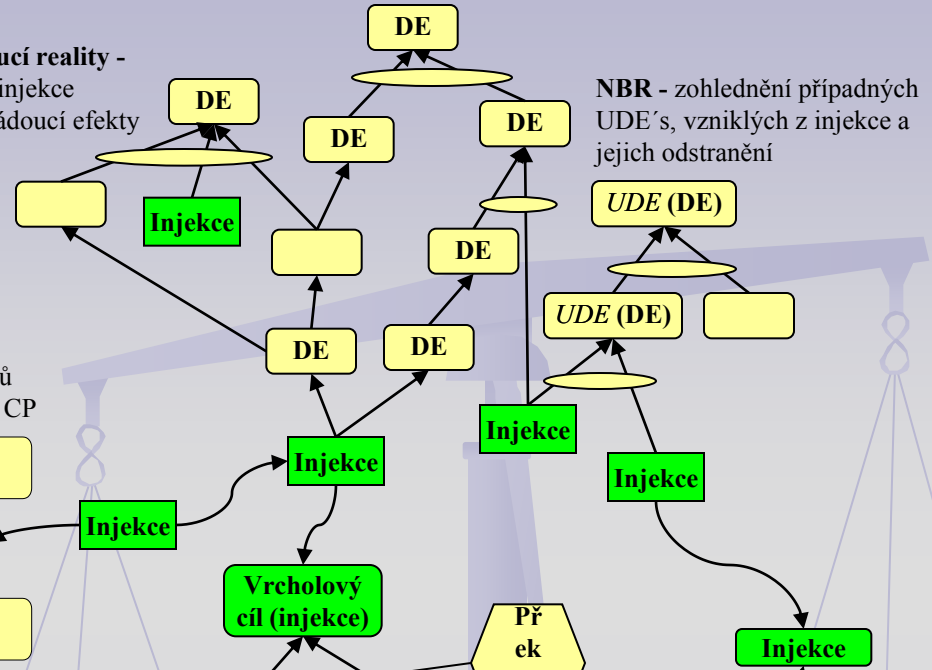 ucí reality -
injekce
ádoucí efekty
DE
DE
DE
DE
NBR - zohlednění případných
UDE´s, vzniklých z injekce a
jejich odstranění
Injekce
UDE (DE)
DE
UDE (DE)
DE
DE
ů
CP
Injekce
Injekce
Injekce
Injekce
Vrcholový
cíl (injekce)
Př
ek
Injekce